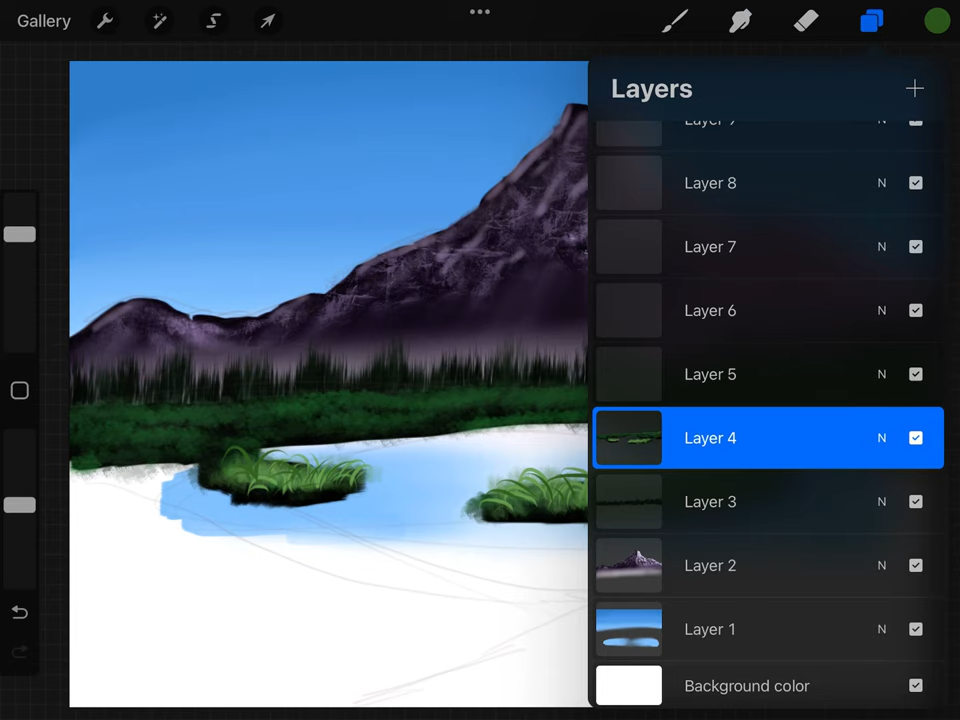 Gallery
Layers
Layer 8 N
Layer 7 N
Layer 6 N
Layer 5 N
Layer 4 N
Layer 3 N
Layer 2 N
Layer 1 N
Background color